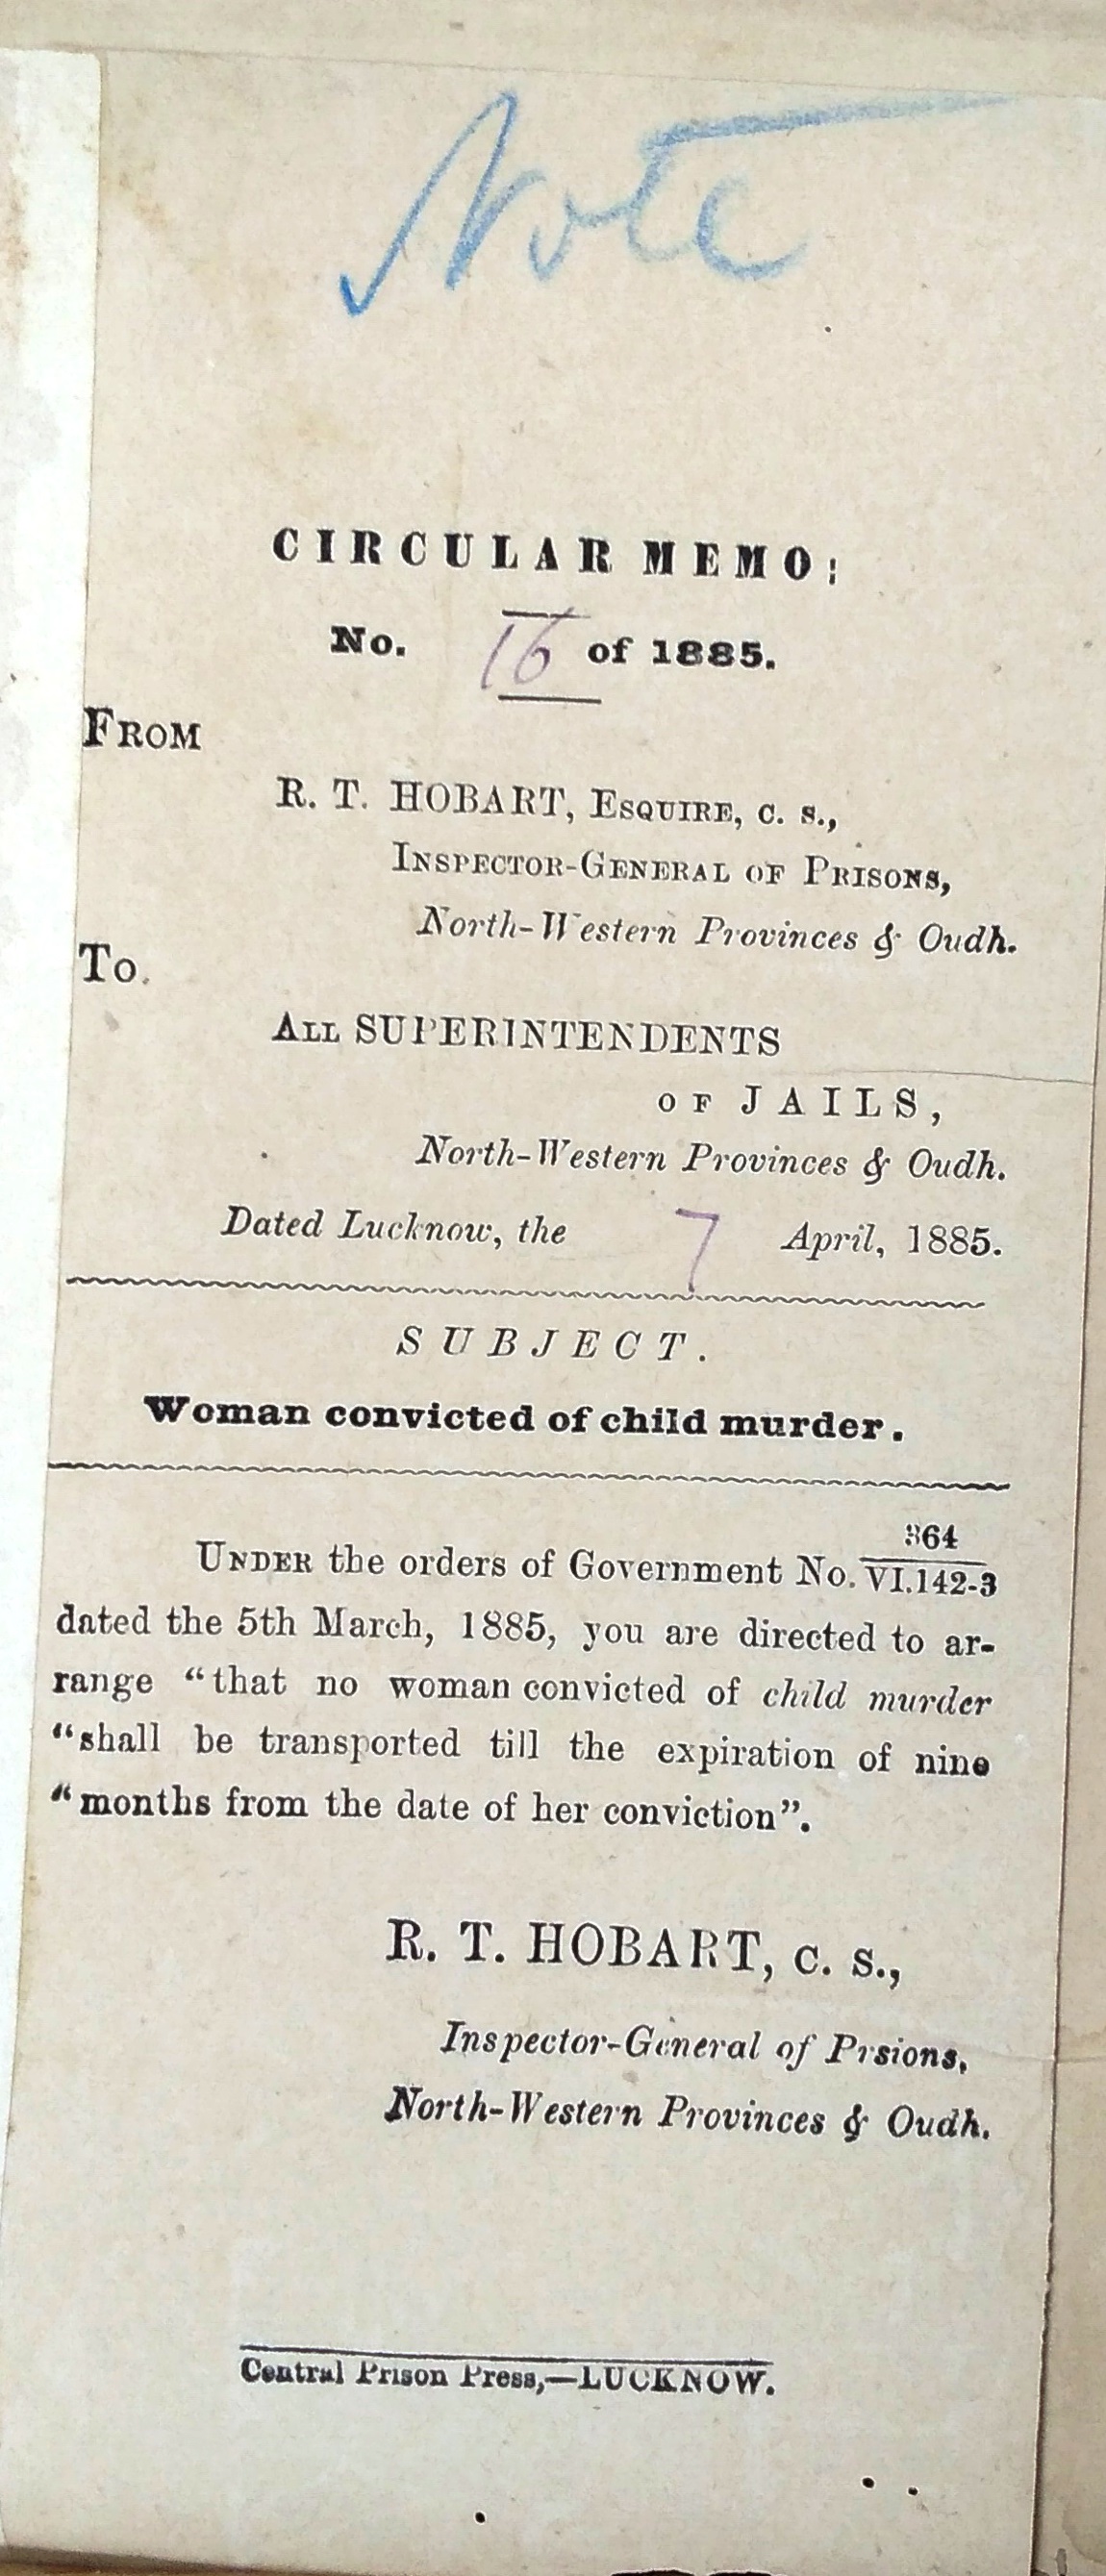 Note
CIRCULAR MEMO:
No. 16 of 1885.
FROM
R. T. HOBART, ESQUIRE, C. S.,
INSPECTOR-GENERAL OF PRISONS,
North-Western Provinces & Oudh.
To.
ALL SUPERINTENDENTS
OF JAILS,
North-Western Provinces & Oudh.
Dated Lucknow, the 7 April, 1885.
SUBJECT.
Woman convicted of child murder.
364
UNDER the orders of Government No. VI.142-3
dated the 5th March, 1885, you are directed to ar-
range "that no woman convicted of child murder
"shall be transported till the expiration of nine
"months from the date of her conviction".
R. T. HOBART, C. S.,
Inspector-General of Prsions,
North-Western Provinces & Oudh.
Central Prison Press,—LUCKNOW.